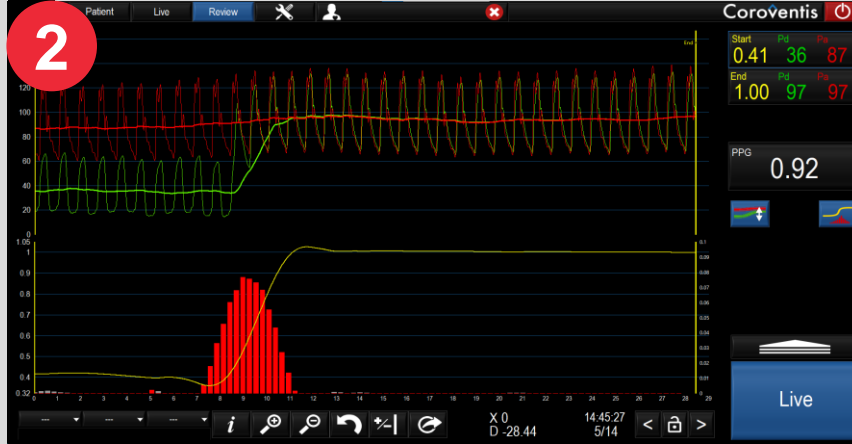 2
Patient Live Review
Coroventis
Start Pd Pa
0.41 36 87
End Pd Pa
1.00 97 97
PPG
0.92
End
120
100
80
60
40
20
0
1.05
1
0.9
0.8
0.7
0.6
0.5
0.4
0.32
0.1
0.09
0.08
0.07
0.06
0.05
0.04
0.03
0.02
0.01
0 1 2 3 4 5 6 7 8 9 10 11 12 13 14 15 16 17 18 19 20 21 22 23 24 25 26 27 28 29
--- --- --- i
X 0
D -28.44
14:45:27
5/14
< >
Live